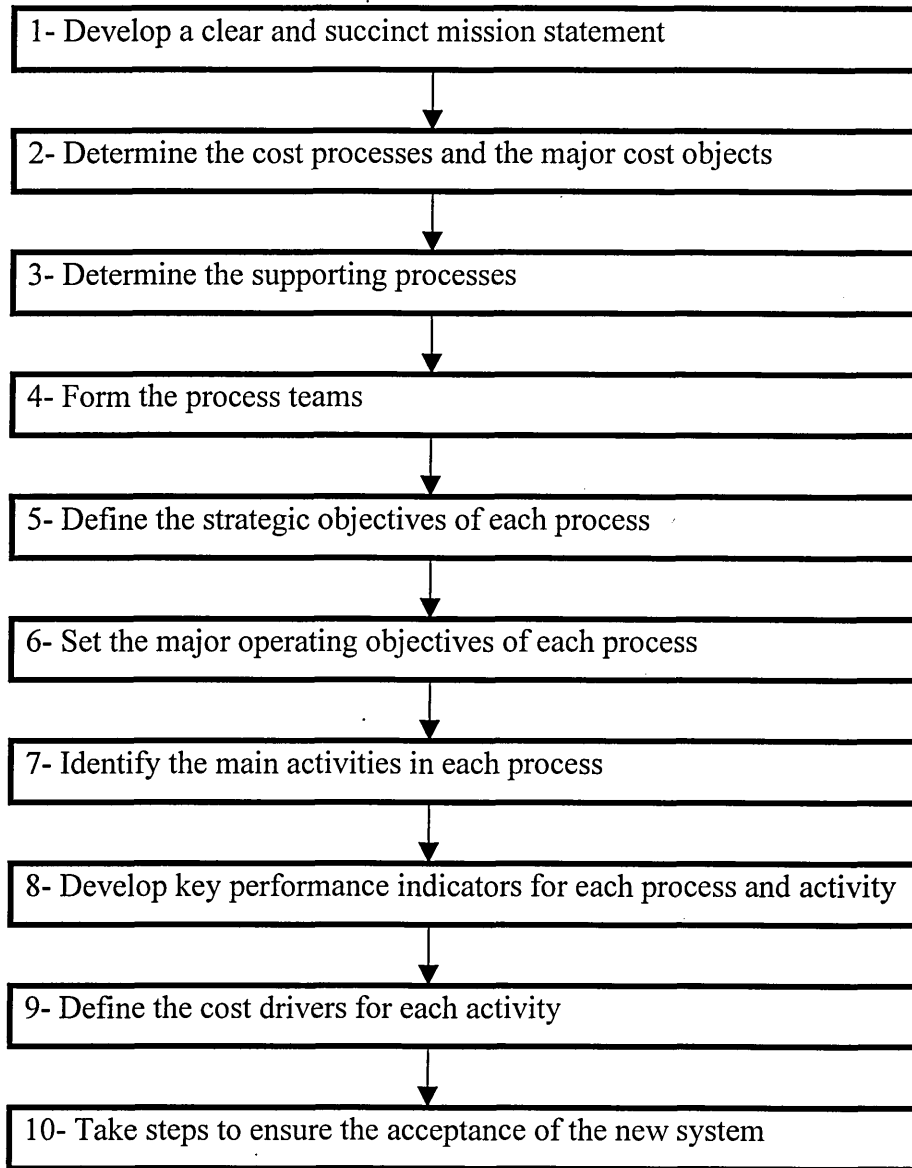 1- Develop a clear and succinct mission statement
2- Determine the cost processes and the major cost objects
3- Determine the supporting processes
4- Form the process teams
5- Define the strategic objectives of each process
6- Set the major operating objectives of each process
7- Identify the main activities in each process
8- Develop key performance indicators for each process and activity
9- Define the cost drivers for each activity
10- Take steps to ensure the acceptance of the new system